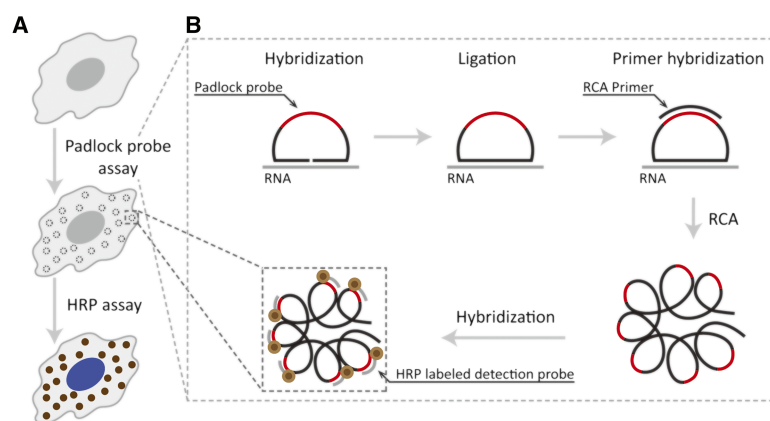 A
B
Hybridization
Ligation
Primer hybridization
Padlock probe
RCA Primer
Padlock probe
assay
RNA
RNA
RNA
RCA
HRP assay
Hybridization
HRP labeled detection probe